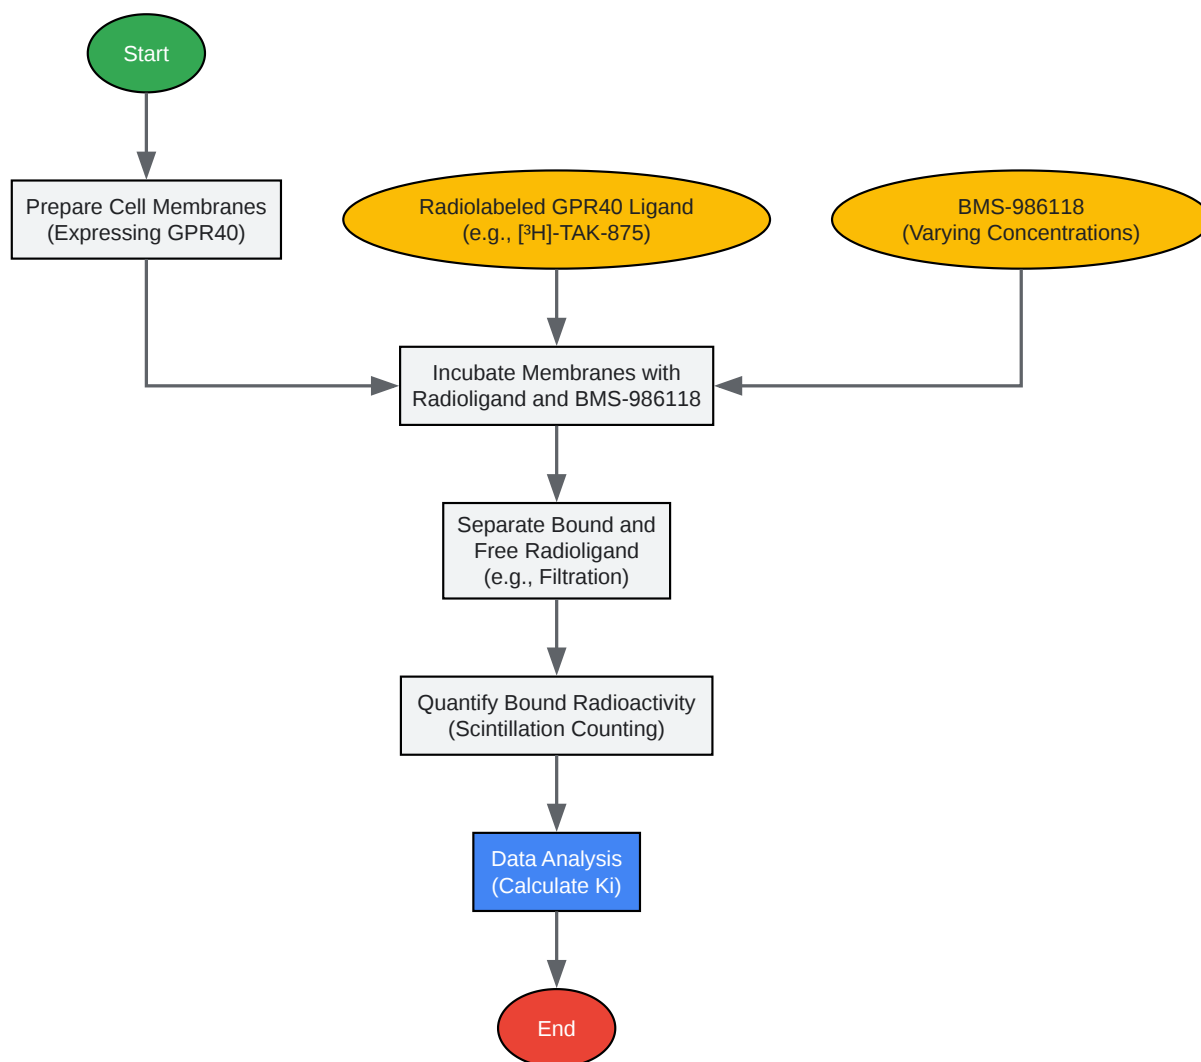 Start
Prepare Cell Membranes
(Expressing GPR40)
Radiolabeled GPR40 Ligand
(e.g., [³H]-TAK-875)
BMS-986118
(Varying Concentrations)
Incubate Membranes with
Radioligand and BMS-986118
Separate Bound and
Free Radioligand
(e.g., Filtration)
Quantify Bound Radioactivity
(Scintillation Counting)
Data Analysis
(Calculate Ki)
End